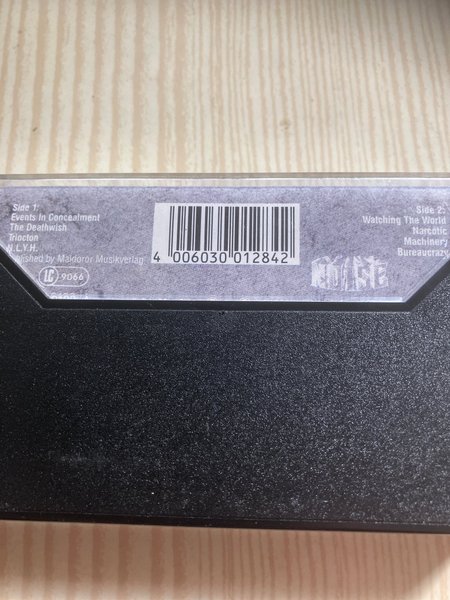 Side 1:
Events In Concealment
The Deathwish
Triocton
N.L.Y.H.
Published by Maldoror Musikverlag
LC 9066
4 006030 012842
NOISE
Side 2:
Watching The World
Narcotic
Machinery
Bureaucrazy